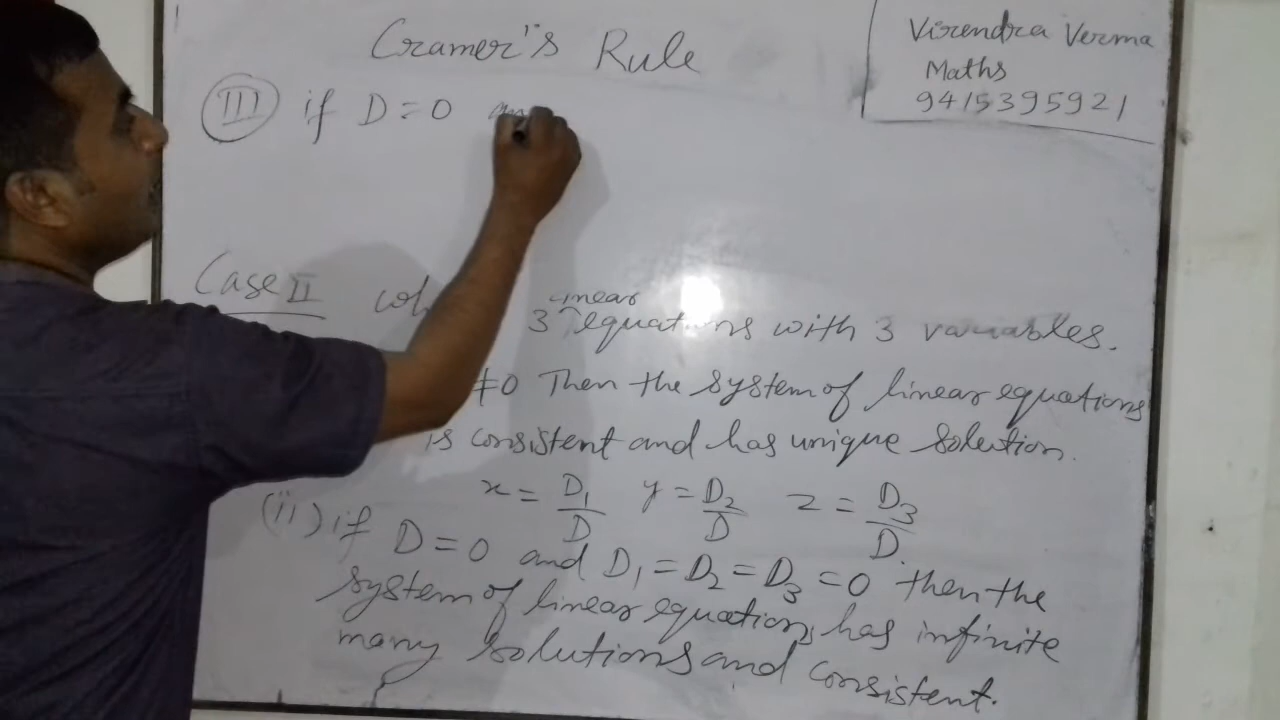 Cramer's Rule
Virendra Verma
Maths
9415395921
III if D = 0
Case II 3 linear equations with 3 variables.
≠0 Then the system of linear equations
is consistent and has unique solution.
x = D1/D y = D2/D z = D3/D.
(ii) if D = 0 and D1 = D2 = D3 = 0 then the
system of linear equations has infinite
many solutions and consistent.